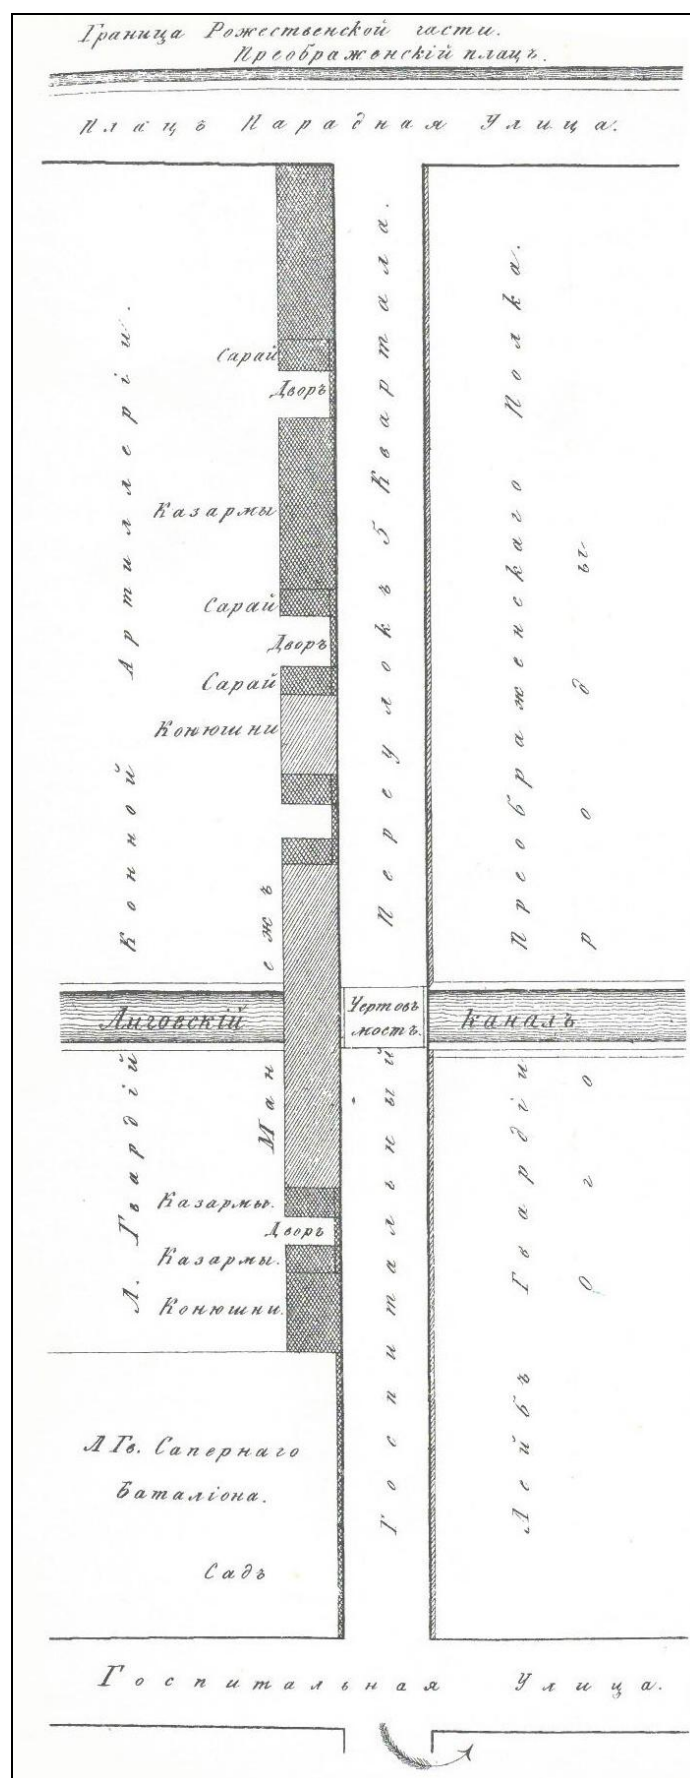 Граница Рожественской части.
Преображенскій плацъ.
Плацъ Парадная Улица.
Сарай
Дворъ
Казармы
Сарай
Дворъ
Сарай
Конюшни
Манежъ
Лиговскій
Чертовъ
мостъ.
каналъ
Казармы.
Дворъ
Казармы.
Конюшни.
Л. Гвардіи Конной Артиллеріи.
Госпитальный Переулокъ 5 Квартала.
Лейбъ Гвардіи Преображенскаго Полка.
Огороды
Л Гв. Сапернаго
Баталіона.
Садъ
Госпитальная Улица.